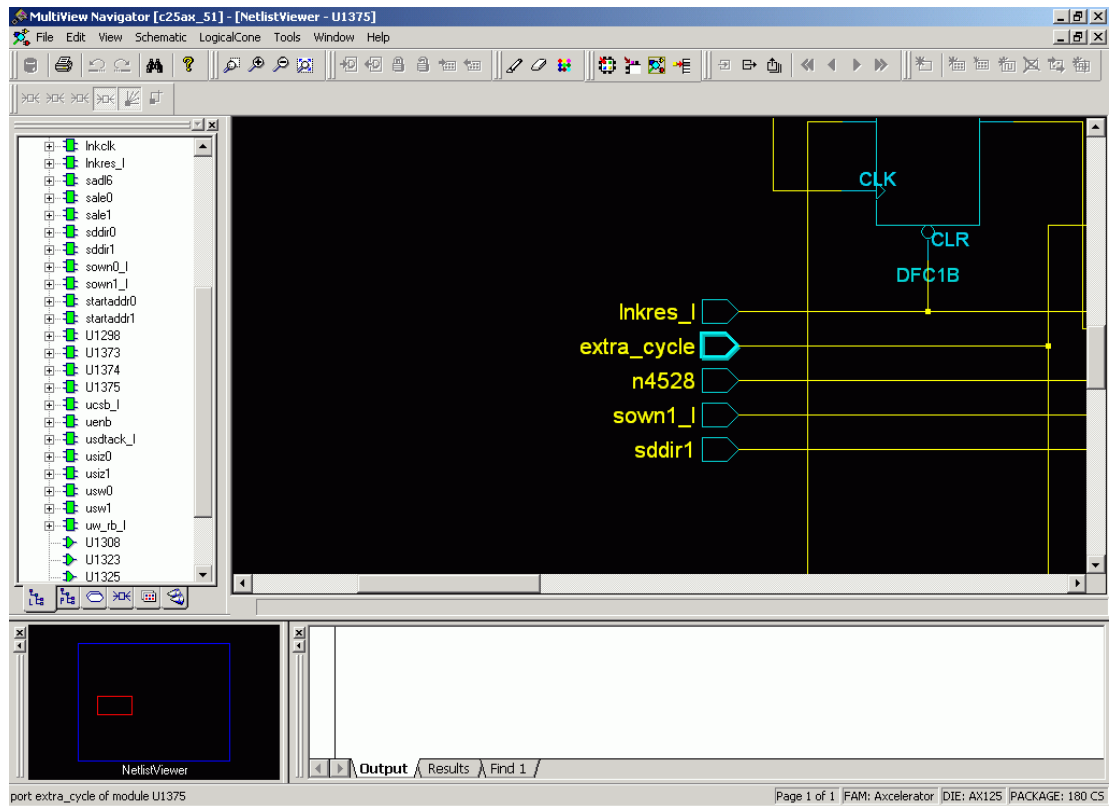 MultiView Navigator [c25ax_51] - [NetlistViewer - U1375]
File Edit View Schematic LogicalCone Tools Window Help
lnkclk
lnkres_l
sadl6
sale0
sale1
sddir0
sddir1
sown0_l
sown1_l
startaddr0
startaddr1
U1298
U1373
U1374
U1375
ucsb_l
uenb
usdtack_l
usiz0
usiz1
usw0
usw1
uw_rb_l
U1308
U1323
U1325
CLK
CLR
DFC1B
lnkres_l
extra_cycle
n4528
sown1_l
sddir1
NetlistViewer
Output Results Find 1
port extra_cycle of module U1375
Page 1 of 1 FAM: Axcelerator DIE: AX125 PACKAGE: 180 CS